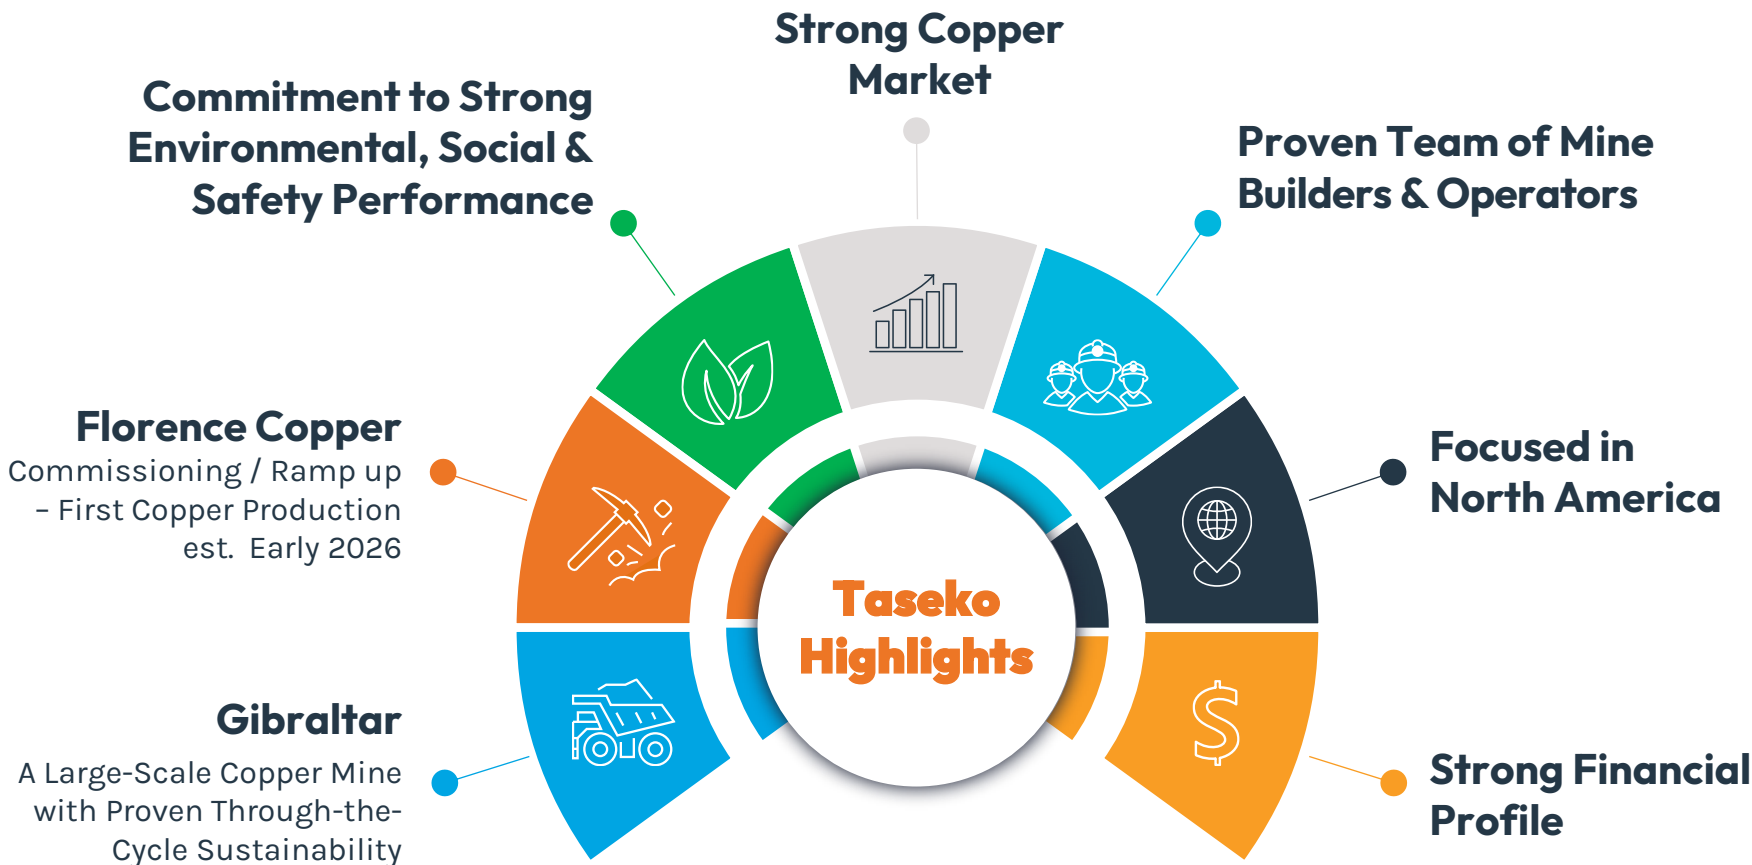 Strong Copper
Market
Commitment to Strong
Environmental, Social &
Safety Performance
Proven Team of Mine
Builders & Operators
Florence Copper
Commissioning / Ramp up
– First Copper Production
est. Early 2026
Focused in
North America
Taseko
Highlights
Gibraltar
A Large-Scale Copper Mine
with Proven Through-the-
Cycle Sustainability
Strong Financial
Profile